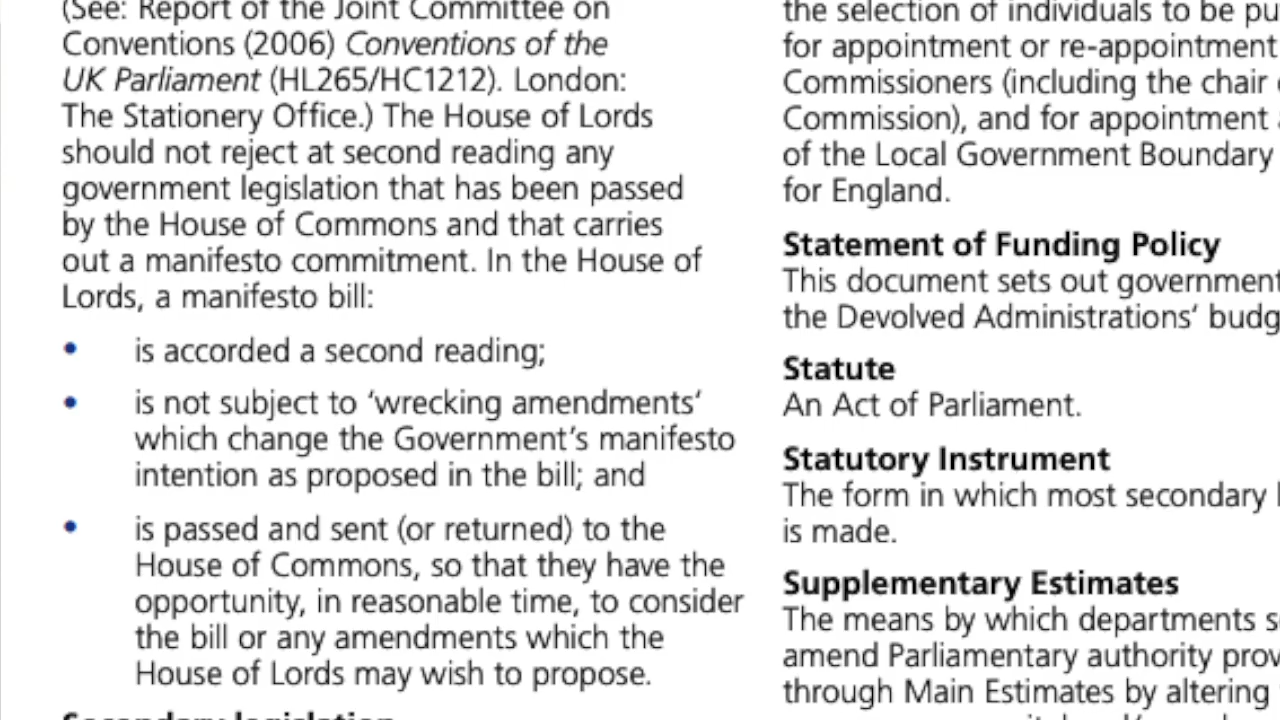 (See: Report of the Joint Committee on
Conventions (2006) Conventions of the
UK Parliament (HL265/HC1212). London:
The Stationery Office.) The House of Lords
should not reject at second reading any
government legislation that has been passed
by the House of Commons and that carries
out a manifesto commitment. In the House of
Lords, a manifesto bill:
• is accorded a second reading;
• is not subject to ‘wrecking amendments’
which change the Government’s manifesto
intention as proposed in the bill; and
• is passed and sent (or returned) to the
House of Commons, so that they have the
opportunity, in reasonable time, to consider
the bill or any amendments which the
House of Lords may wish to propose.
Secondary legislation
the selection of individuals to be
for appointment or re-appointment
Commissioners (including the chair
Commission), and for appointment
of the Local Government Boundary
for England.
Statement of Funding Policy
This document sets out government
the Devolved Administrations’
Statute
An Act of Parliament.
Statutory Instrument
The form in which most secondary
is made.
Supplementary Estimates
The means by which departments
amend Parliamentary authority
through Main Estimates by altering